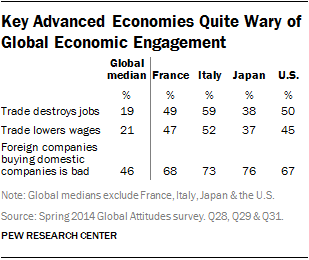 Key Advanced Economies Quite Wary of
Global Economic Engagement
Global
median France Italy Japan U.S.
% % % % %
Trade destroys jobs 19 49 59 38 50
Trade lowers wages 21 47 52 37 45
Foreign companies
buying domestic
companies is bad 46 68 73 76 67
Note: Global medians exclude France, Italy, Japan & the U.S.
Source: Spring 2014 Global Attitudes survey. Q28, Q29 & Q31.
PEW RESEARCH CENTER